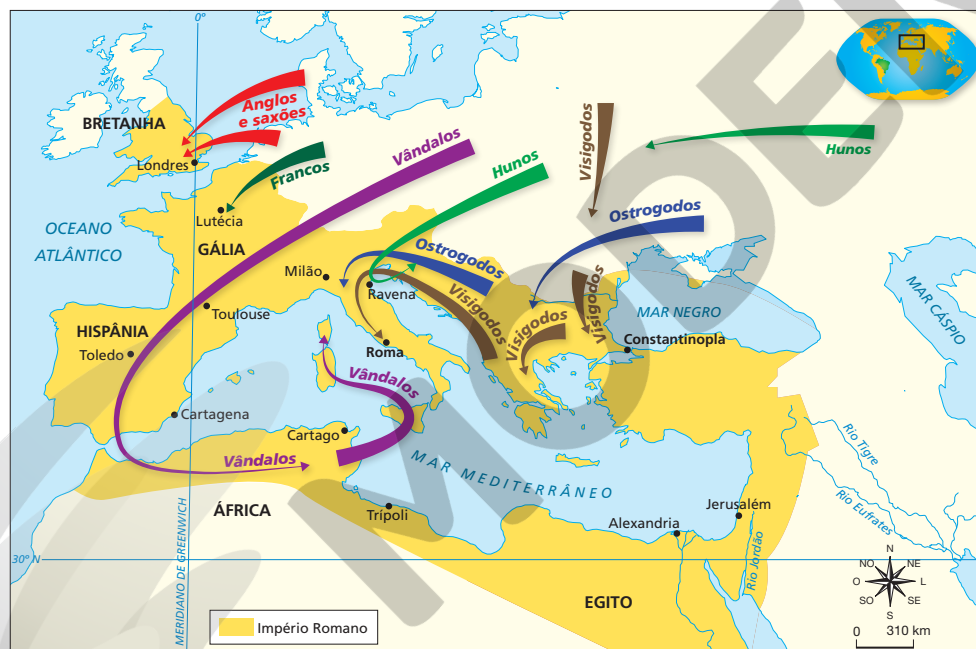 0°
BRETANHA
Anglos
e saxões
Londres
Francos
Vândalos
Hunos
Visigodos
Hunos
Lutécia
OCEANO
ATLÂNTICO
GÁLIA
Ostrogodos
Ostrogodos
Milão
Ravena
Visigodos
Visigodos
Visigodos
MAR NEGRO
MAR CÁSPIO
Toulouse
HISPÂNIA
Toledo
Roma
Constantinopla
Vândalos
Cartagena
Cartago
Vândalos
MAR MEDITERRÂNEO
Rio Tigre
Rio Eufrates
ÁFRICA
Trípoli
Alexandria
Jerusalém
Rio Jordão
30° N
MERIDIANO DE GREENWICH
EGITO
N
NO
NE
O
L
SO
SE
S
Império Romano
0 310 km
MODE